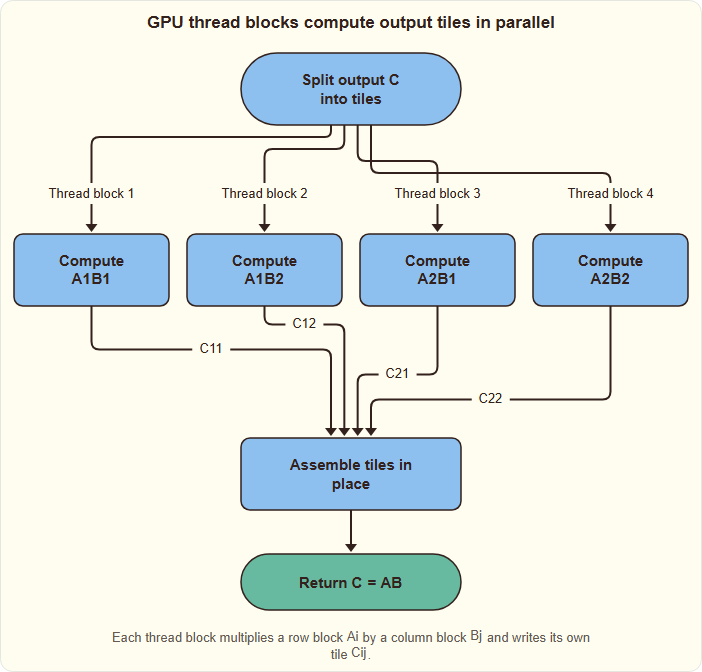 GPU thread blocks compute output tiles in parallel
Split output C
into tiles
Thread block 1
Thread block 2
Thread block 3
Thread block 4
Compute
A1B1
Compute
A1B2
Compute
A2B1
Compute
A2B2
C12
C11
C21
C22
Assemble tiles in
place
Return C = AB
Each thread block multiplies a row block Ai by a column block Bj and writes its own
tile Cij.